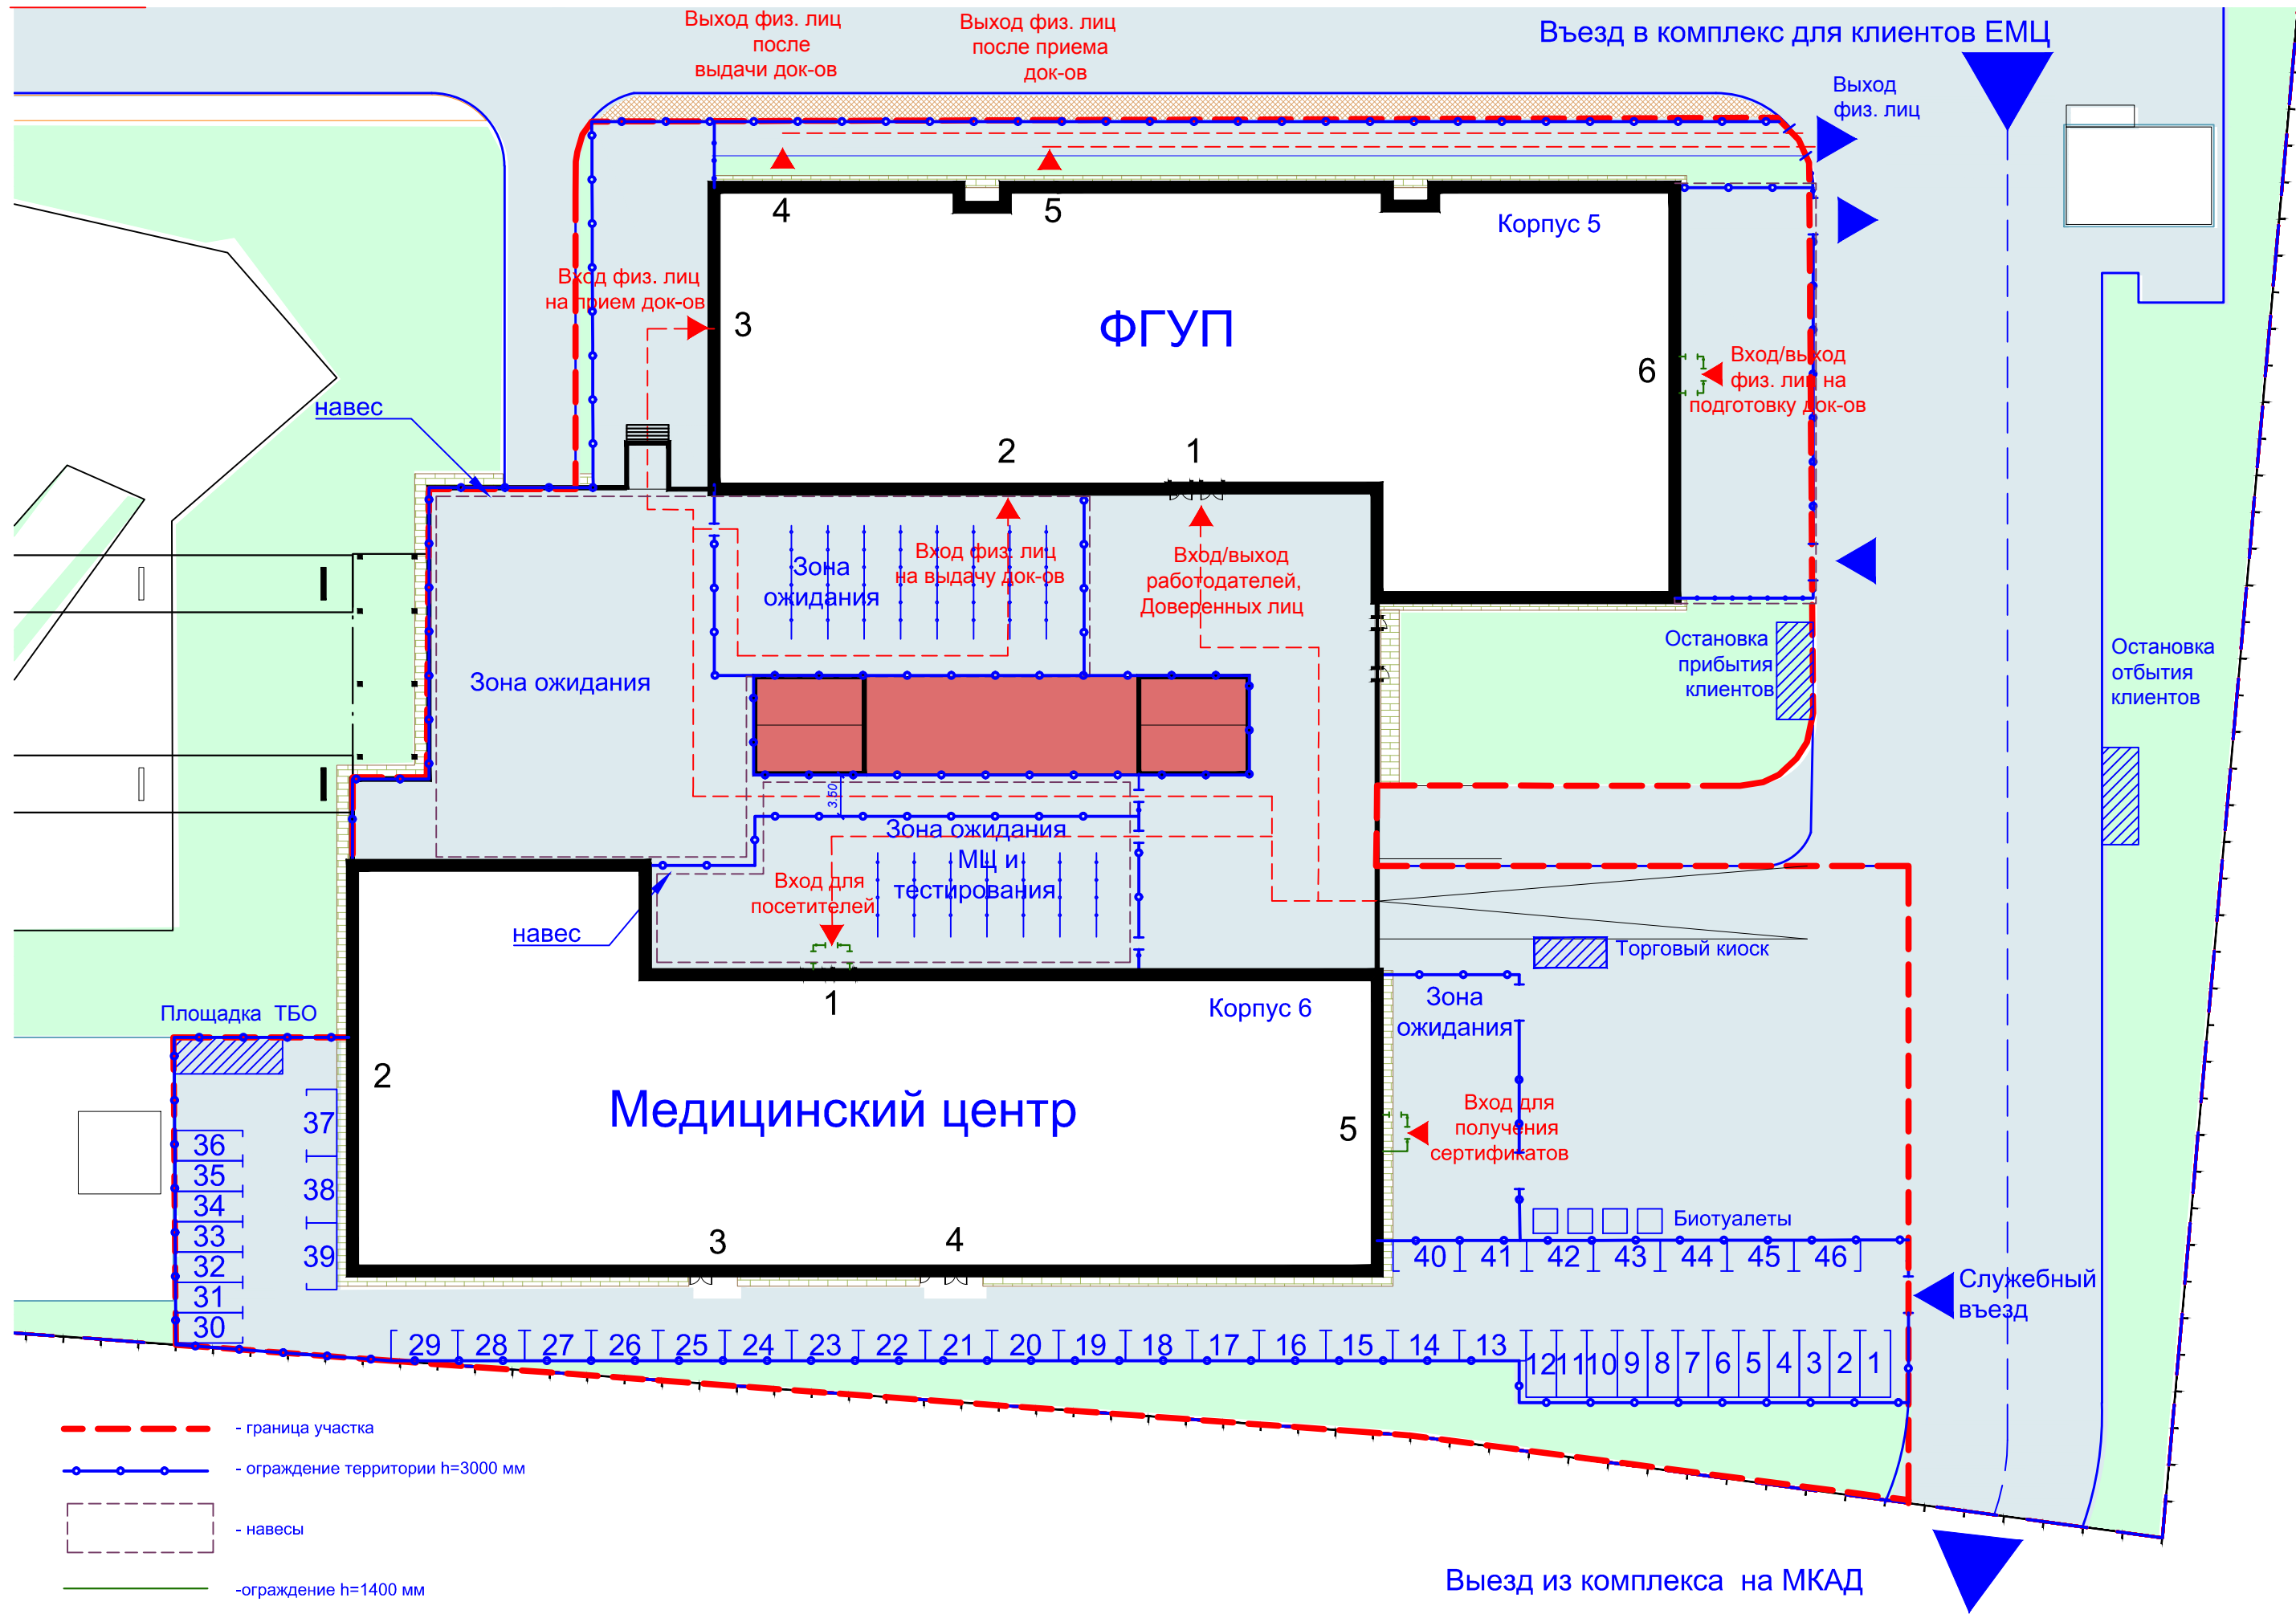 Выход физ. лиц
после
выдачи док-ов
Выход физ. лиц
после приема
док-ов
Въезд в комплекс для клиентов ЕМЦ
Выход
физ. лиц
4
5
Корпус 5
Вход физ. лиц
на прием док-ов
3
ФГУП
6
Вход/выход
физ. лиц на
подготовку док-ов
навес
2
1
Зона
ожидания
Вход физ. лиц
на выдачу док-ов
Вход/выход
работодателей,
Доверенных лиц
Зона ожидания
Остановка
прибытия
клиентов
Остановка
отбытия
клиентов
3.50
Зона ожидания
МЦ и
тестирования
Вход для
посетителей
навес
Торговый киоск
1
Корпус 6
Зона
ожидания
Площадка ТБО
2
Медицинский центр
5
Вход для
получения
сертификатов
37
38
39
36
35
34
33
32
31
30
3
4
Биотуалеты
40 41 42 43 44 45 46
Служебный
въезд
29 28 27 26 25 24 23 22 21 20 19 18 17 16 15 14 13
12 11 10 9 8 7 6 5 4 3 2 1
- граница участка
- ограждение территории h=3000 мм
- навесы
-ограждение h=1400 мм
Выезд из комплекса на МКАД